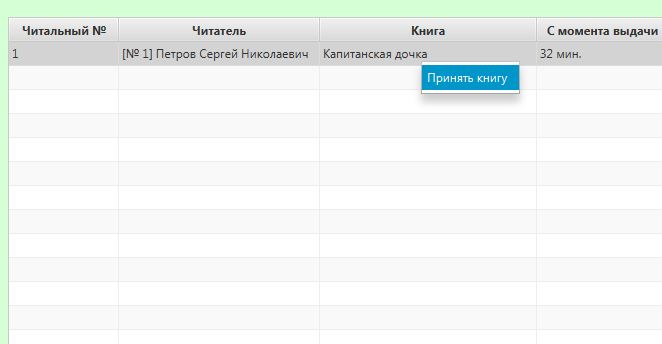 Читальный № Читатель Книга С момента выдачи
1 [№ 1] Петров Сергей Николаевич Капитанская дочка 32 мин.
Принять книгу